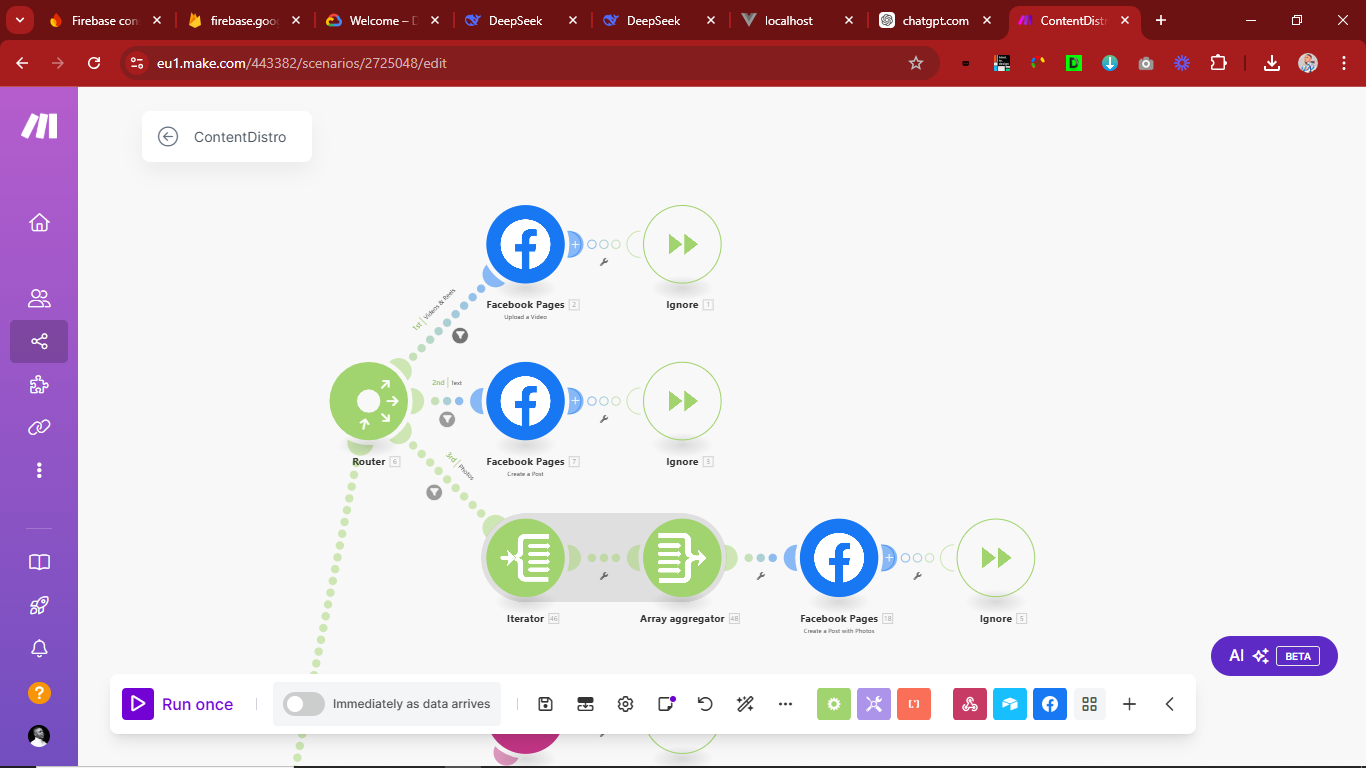 Firebase con
firebase.goo
Welcome – D
DeepSeek
DeepSeek
localhost
chatgpt.com
ContentDistr
eu1.make.com/443382/scenarios/2725048/edit
ContentDistro
1st | Videos & Reels
Facebook Pages 2
Upload a Video
Ignore 1
2nd | Text
Router 6
Facebook Pages 7
Create a Post
Ignore 3
3rd | Photos
Iterator 46
Array aggregator 48
Facebook Pages 18
Create a Post with Photos
Ignore 5
AI BETA
Run once
Immediately as data arrives